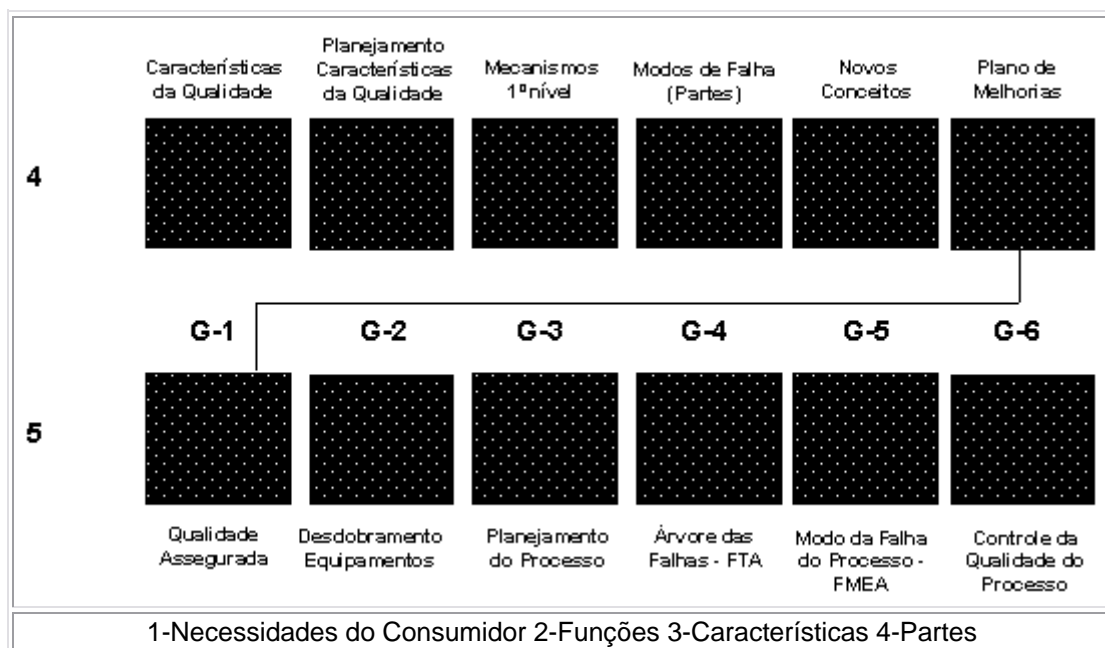 Características
da Qualidade
Planejamento
Características
da Qualidade
Mecanismos
1º nível
Modos de Falha
(Partes)
Novos
Conceitos
Plano de
Melhorias
4
G-1 G-2 G-3 G-4 G-5 G-6
5
Qualidade
Assegurada
Desdobramento
Equipamentos
Planejamento
do Processo
Árvore das
Falhas - FTA
Modo da Falha
do Processo -
FMEA
Controle da
Qualidade do
Processo
1-Necessidades do Consumidor 2-Funções 3-Características 4-Partes